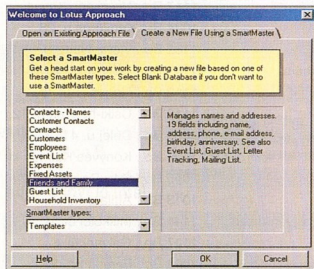 Welcome to Lotus Approach
Open an Existing Approach File
Create a New File Using a SmartMaster
Select a SmartMaster
Get a head start on your work by creating a new file based on one
of these SmartMaster types. Select Blank Database if you don't want to
use a SmartMaster.
Contacts - Names
Customer Contacts
Contracts
Customers
Employees
Event List
Expenses
Fixed Assets
Friends and Family
Guest List
Household Inventory
SmartMaster types:
Templates
Manages names and addresses.
19 fields including name,
address, phone, e-mail address,
birthday, anniversary. See also
Event List, Guest List, Letter
Tracking, Mailing List.
Help
OK
Cancel